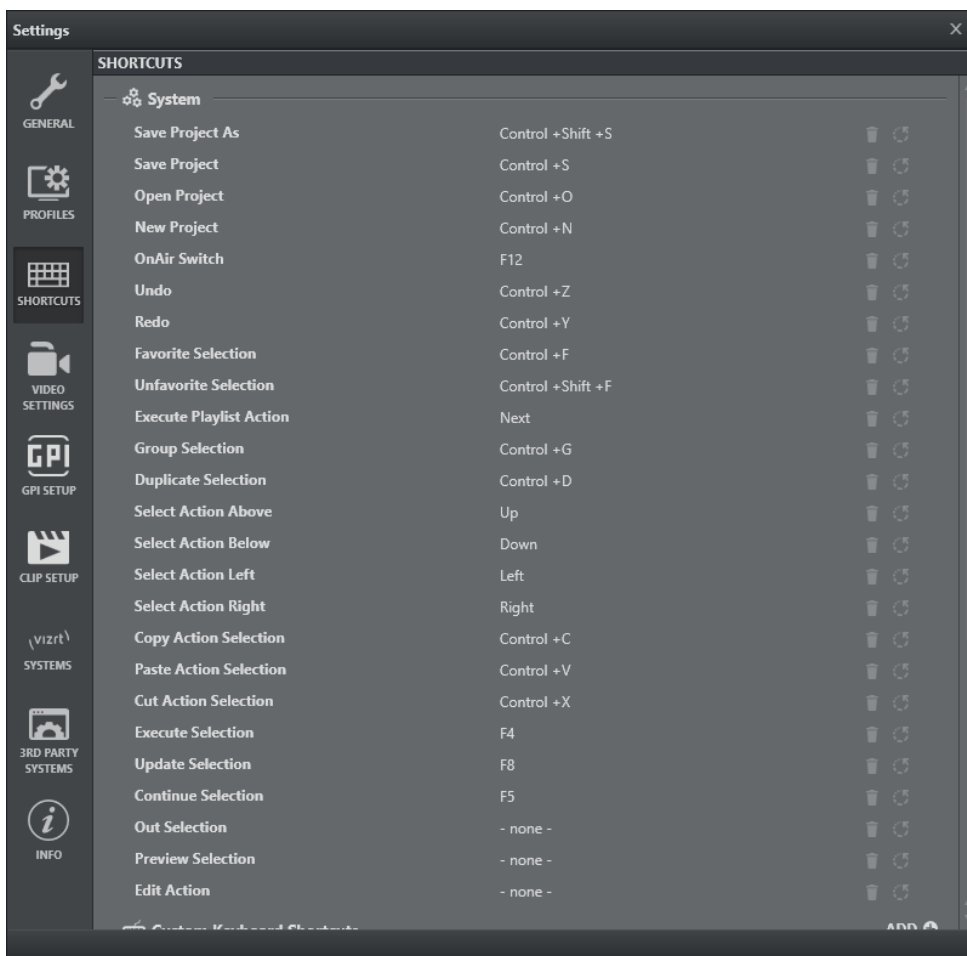 Settings
SHORTCUTS
GENERAL
PROFILES
SHORTCUTS
VIDEO
SETTINGS
GPI
GPI SETUP
CLIP SETUP
vizrt
SYSTEMS
3RD PARTY
SYSTEMS
INFO
System
Save Project As Control +Shift +S
Save Project Control +S
Open Project Control +O
New Project Control +N
OnAir Switch F12
Undo Control +Z
Redo Control +Y
Favorite Selection Control +F
Unfavorite Selection Control +Shift +F
Execute Playlist Action Next
Group Selection Control +G
Duplicate Selection Control +D
Select Action Above Up
Select Action Below Down
Select Action Left Left
Select Action Right Right
Copy Action Selection Control +C
Paste Action Selection Control +V
Cut Action Selection Control +X
Execute Selection F4
Update Selection F8
Continue Selection F5
Out Selection - none -
Preview Selection - none -
Edit Action - none -
Custom Keyboard Shortcuts ADD